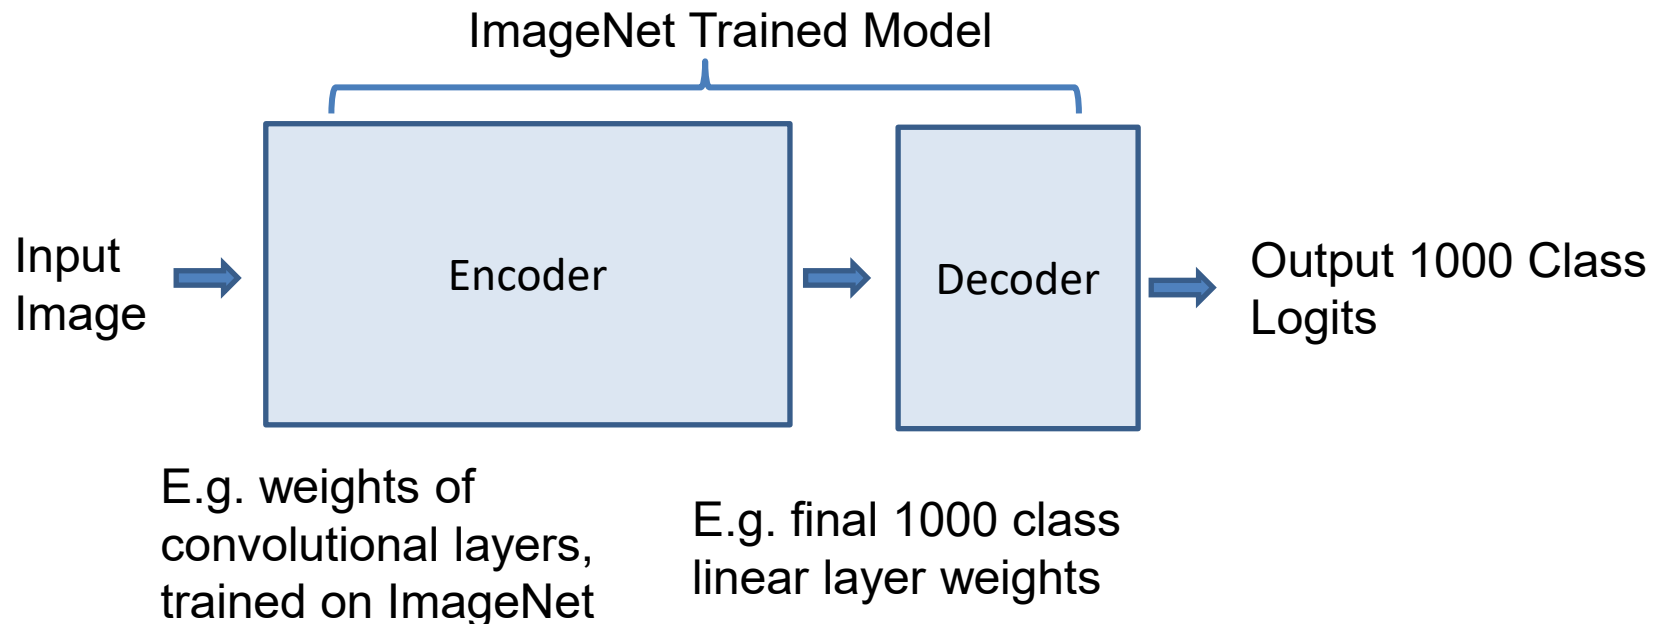 ImageNet Trained Model
Input
Image
Encoder
Decoder
Output 1000 Class
Logits
E.g. weights of
convolutional layers,
trained on ImageNet
E.g. final 1000 class
linear layer weights